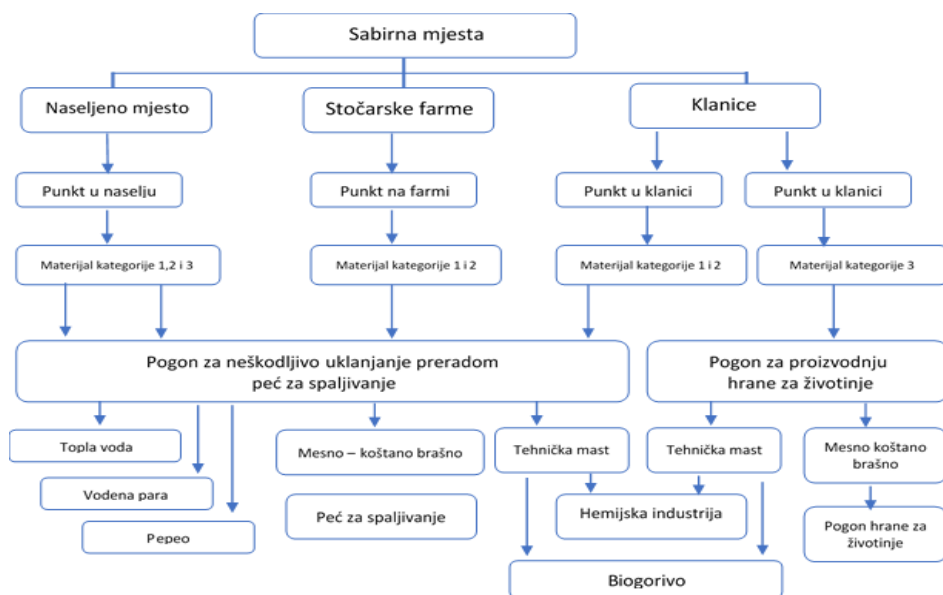 Sabirna mjesta
Naseljeno mjesto
Stočarske farme
Klanice
Punkt u naselju
Punkt na farmi
Punkt u klanici
Punkt u klanici
Materijal kategorije 1,2 i 3
Materijal kategorije 1 i 2
Materijal kategorije 1 i 2
Materijal kategorije 3
Pogon za neškodljivo uklanjanje preradom
peć za spaljivanje
Pogon za proizvodnju
hrane za životinje
Topla voda
Mesno – koštano brašno
Tehnička mast
Tehnička mast
Mesno koštano
brašno
Vodena para
Peć za spaljivanje
Hemijska industrija
Pepeo
Pogon hrane za
životinje
Biogorivo